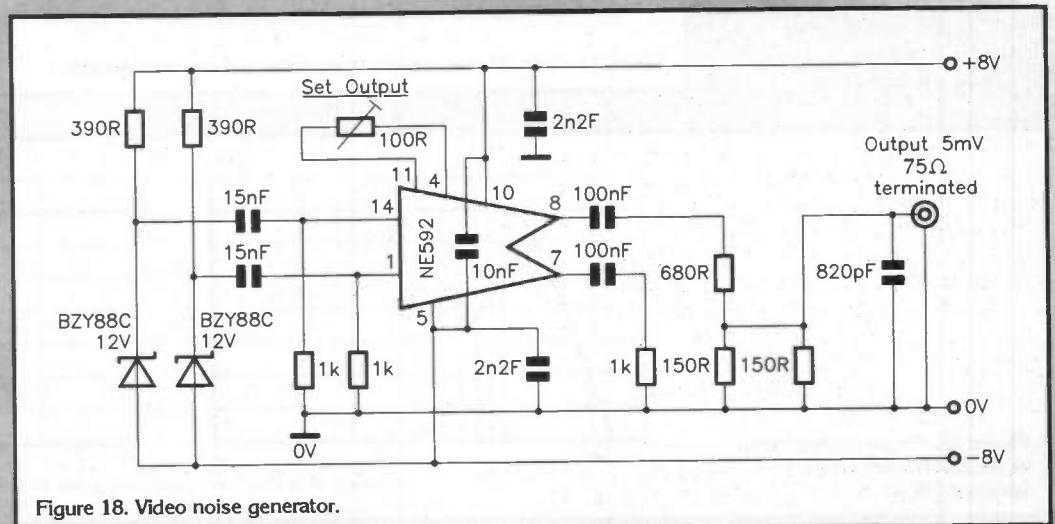 +8V
Set Output
390R
390R
100R
2n2F
Output 5mV
75Ω
terminated
11
4
10
15nF
14
8
100nF
15nF
1
NE592
10nF
7
100nF
680R
820pF
BZY88C
12V
BZY88C
12V
5
1k
1k
2n2F
1k
150R
150R
0V
0V
-8V
Figure 18. Video noise generator.